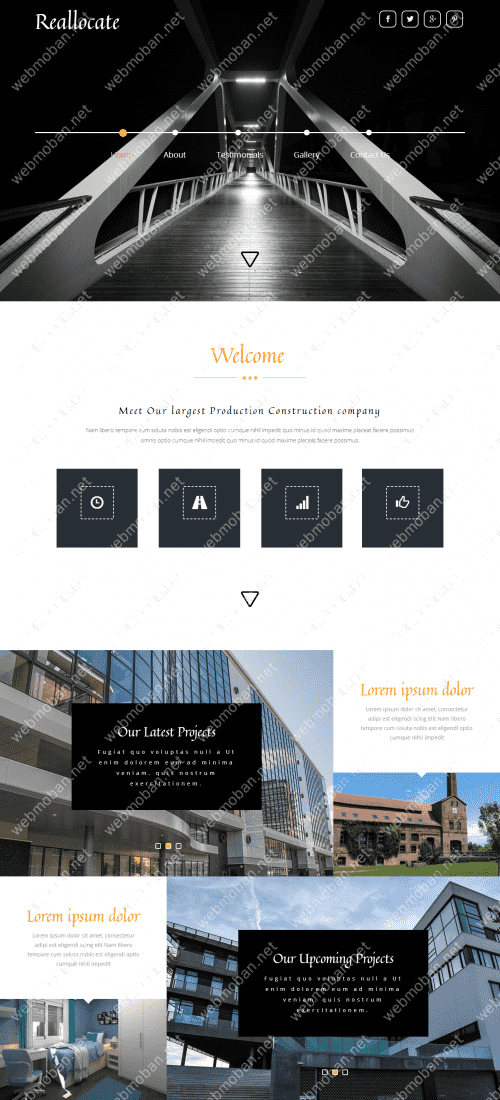 Reallocate
Home
About
Testimonials
Gallery
Contact Us
Welcome
Meet Our largest Production Construction company
Nam libero tempore cum soluta nobis est eligendi optio cumque nihil impedit quo minus id quod maxime placeat facere possimus
omnis optio cumque nihil impedit quo minus id quod maxime placeat facere possimus
Our Latest Projects
Fugiat quo voluptas null a Ut
enim dolorem eum ad minima
veniam, quis nostrum
exercitationem.
Lorem ipsum dolor
Lorem ipsum dolor sit amet, consectetur
adipi est eligendi sicing elit Nam libero
tempore cum soluta nobis est optio cumque
nihil impedit
Lorem ipsum dolor
Lorem ipsum dolor sit amet, consectetur
adipi est eligendi sicing elit Nam libero
tempore cum soluta nobis est optio cumque
nihil impedit
Our Upcoming Projects
Fugiat quo voluptas null a Ut
enim dolorem eum ad minima
veniam, quis nostrum
exercitationem.
webmoban.net